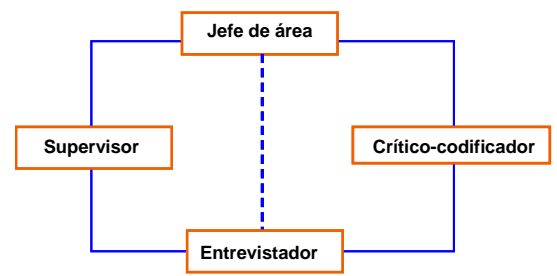 Jefe de área
Supervisor
Crítico-codificador
Entrevistador